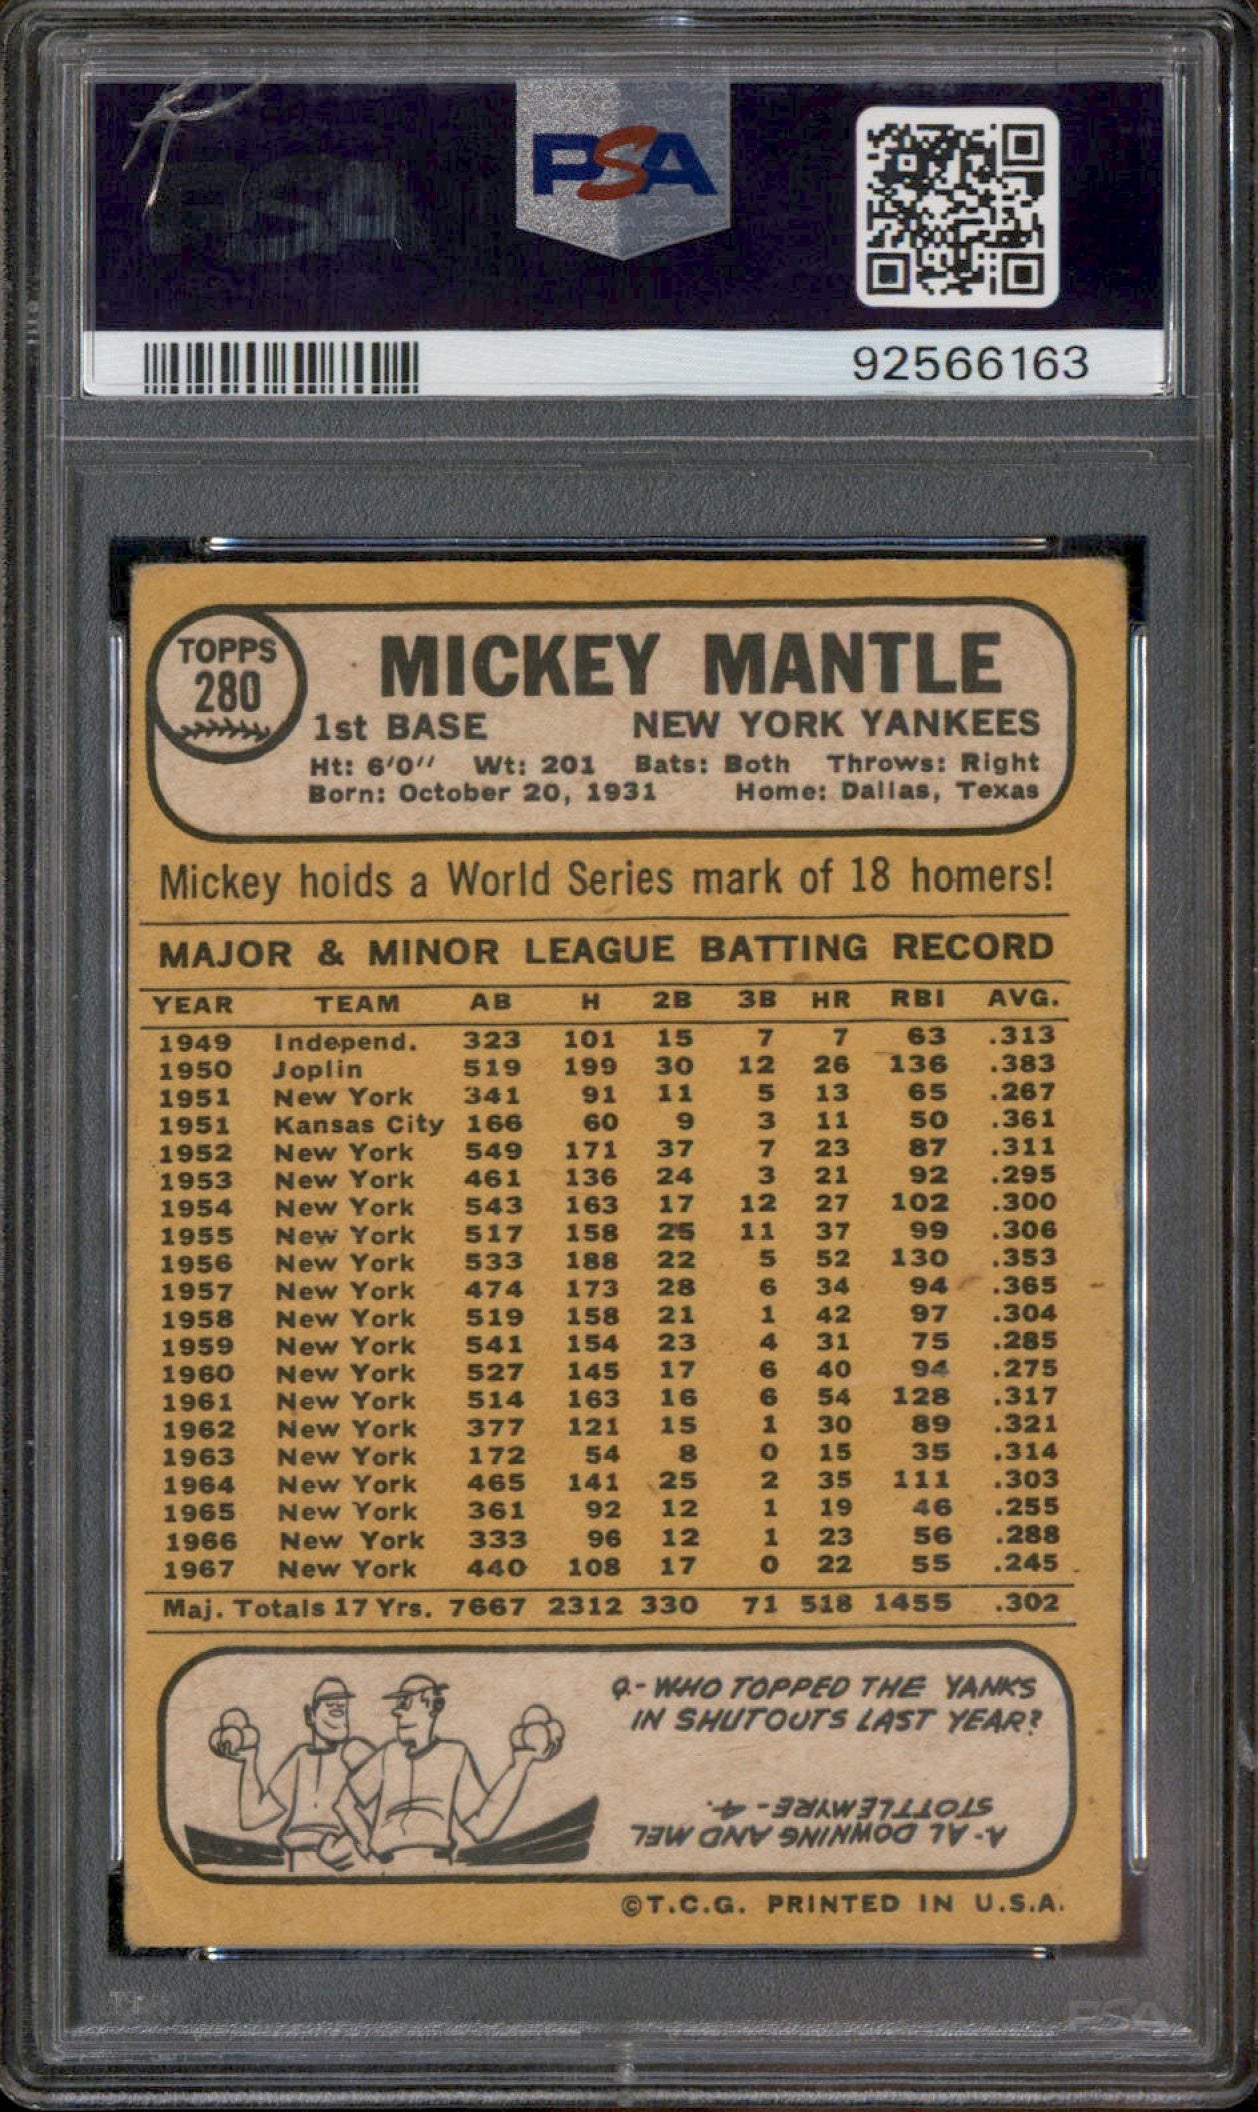 PSA
PSA
92566163
TOPPS
280
MICKEY MANTLE
1st BASE NEW YORK YANKEES
Ht: 6'0" Wt: 201 Bats: Both Throws: Right
Born: October 20, 1931 Home: Dallas, Texas
Mickey holds a World Series mark of 18 homers!
MAJOR & MINOR LEAGUE BATTING RECORD
YEAR TEAM AB H 2B 3B HR RBI AVG.
1949 Independ. 323 101 15 7 7 63 .313
1950 Joplin 519 199 30 12 26 136 .383
1951 New York 341 91 11 5 13 65 .267
1951 Kansas City 166 60 9 3 11 50 .361
1952 New York 549 171 37 7 23 87 .311
1953 New York 461 136 24 3 21 92 .295
1954 New York 543 163 17 12 27 102 .300
1955 New York 517 158 25 11 37 99 .306
1956 New York 533 188 22 5 52 130 .353
1957 New York 474 173 28 6 34 94 .365
1958 New York 519 158 21 1 42 97 .304
1959 New York 541 154 23 4 31 75 .285
1960 New York 527 145 17 6 40 94 .275
1961 New York 514 163 16 6 54 128 .317
1962 New York 377 121 15 1 30 89 .321
1963 New York 172 54 8 0 15 35 .314
1964 New York 465 141 25 2 35 111 .303
1965 New York 361 92 12 1 19 46 .255
1966 New York 333 96 12 1 23 56 .288
1967 New York 440 108 17 0 22 55 .245
Maj. Totals 17 Yrs. 7667 2312 330 71 518 1455 .302
Q.- WHO TOPPED THE YANKS
IN SHUTOUTS LAST YEAR?
A.- AL DOWNING AND MEL
STOTTLEMYRE - 4.
©T.C.G. PRINTED IN U.S.A.
PSA